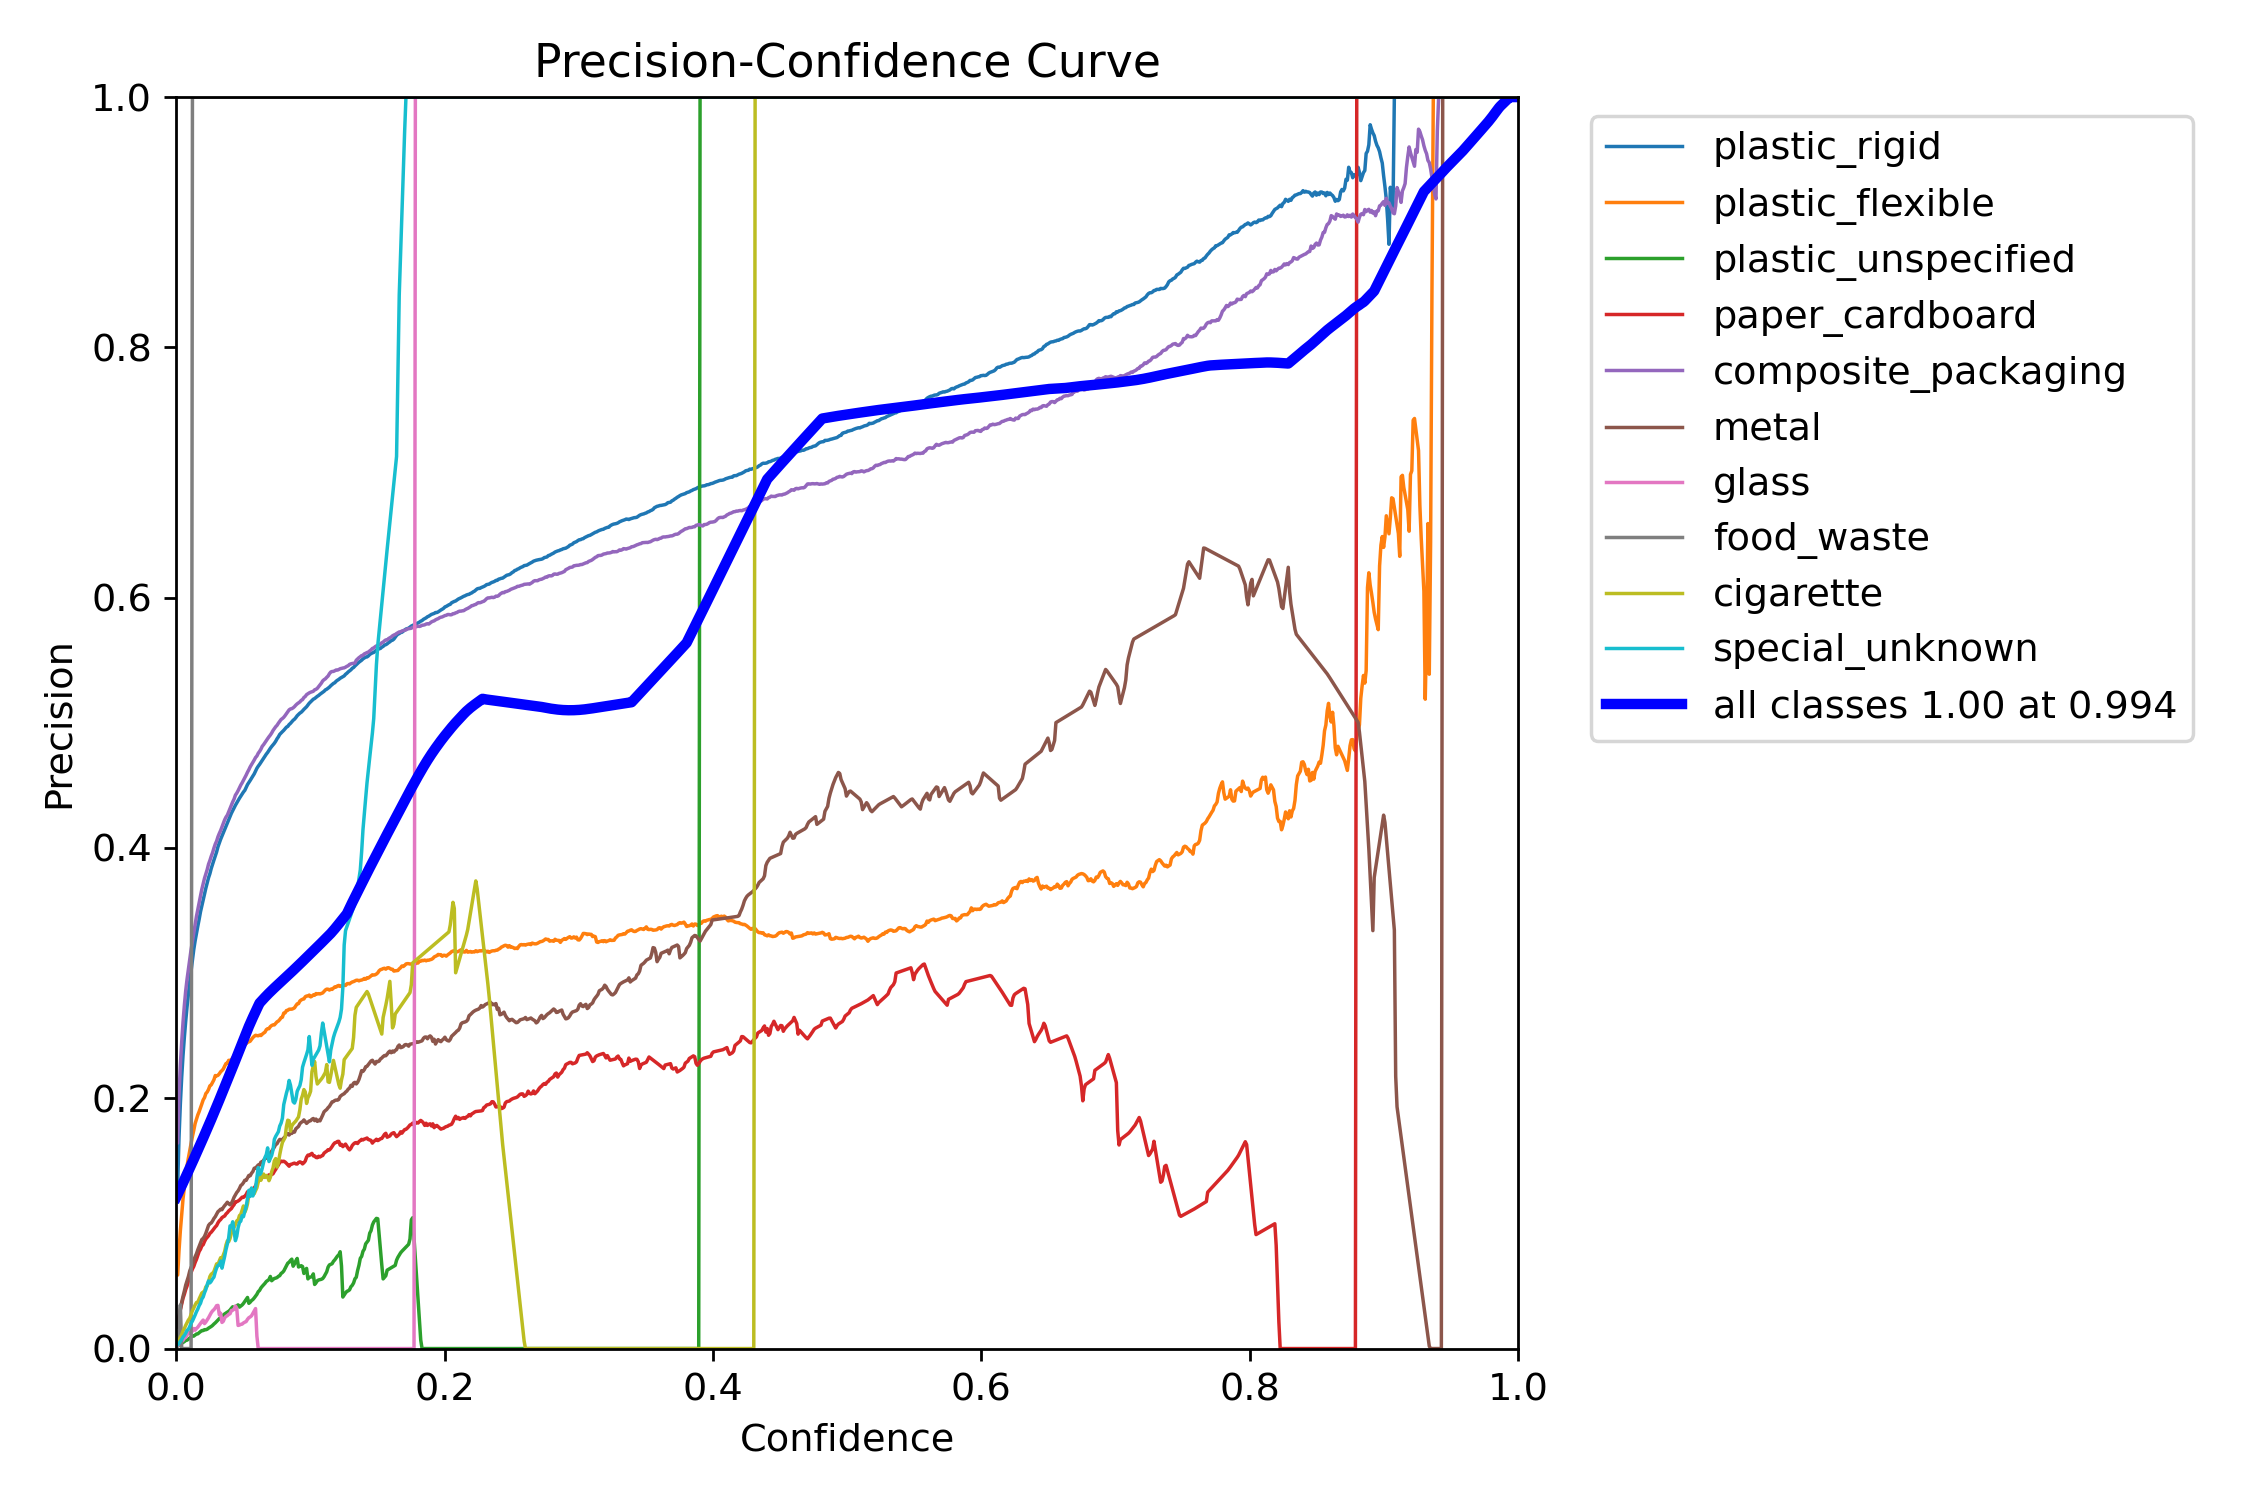 Precision-Confidence Curve
1.0
0.8
0.6
0.4
0.2
0.0
Precision
0.0 0.2 0.4 0.6 0.8 1.0
Confidence
plastic_rigid
plastic_flexible
plastic_unspecified
paper_cardboard
composite_packaging
metal
glass
food_waste
cigarette
special_unknown
all classes 1.00 at 0.994